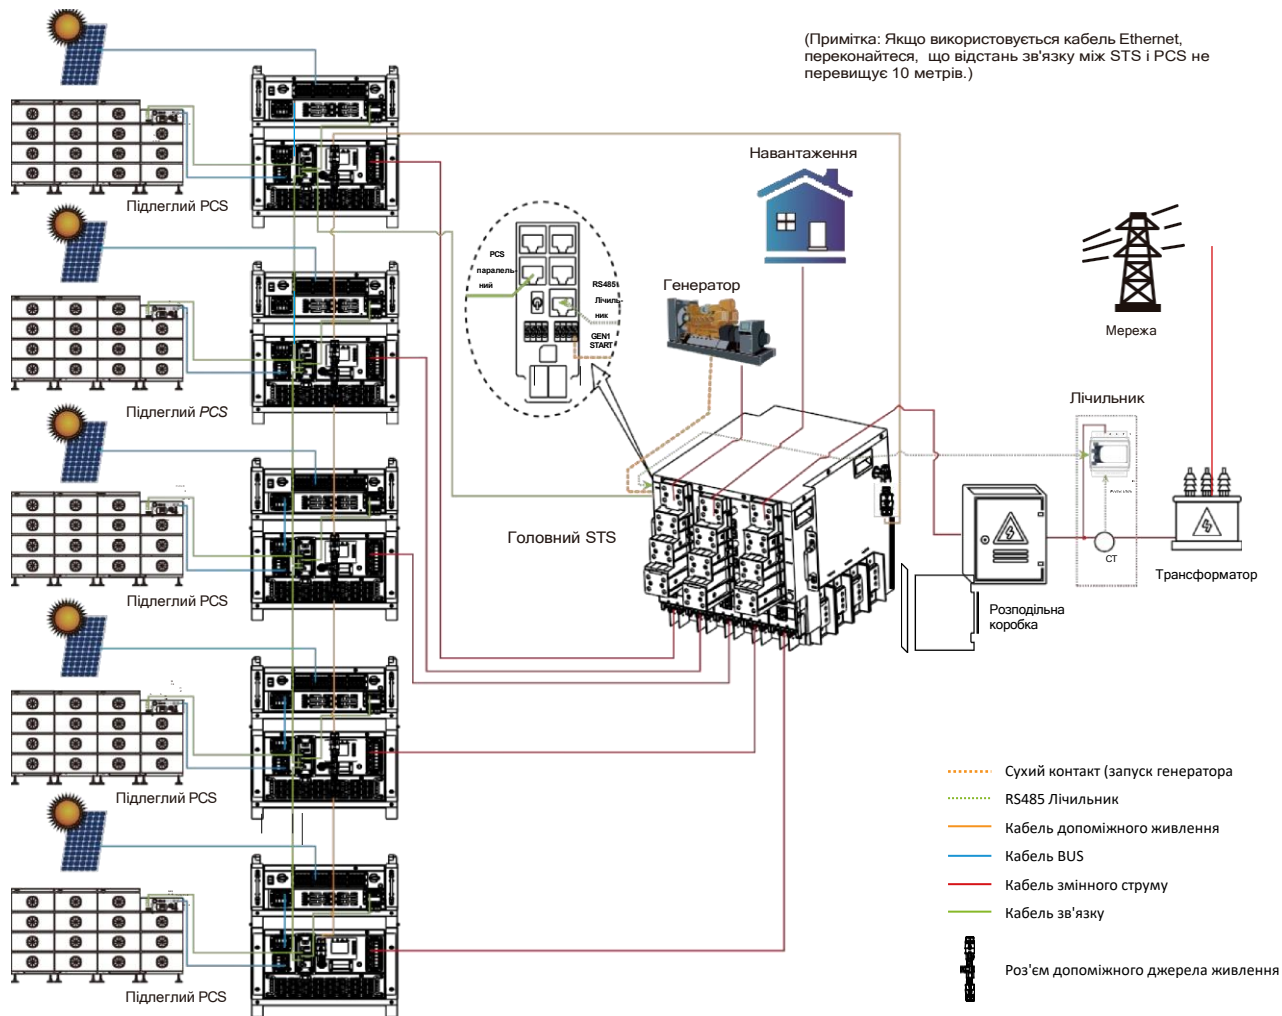 (Примітка: Якщо використовується кабель Ethernet,
переконайтеся, що відстань зв'язку між STS і PCS не
перевищує 10 метрів.)
Навантаження
Підлеглий PCS
PCS
паралель-
ний
RS485
Лічиль-
ник
GEN1
START
Генератор
Мережа
Підлеглий PCS
Лічильник
Головний STS
CT
Трансформатор
Розподільна
коробка
Підлеглий PCS
Підлеглий PCS
Підлеглий PCS
Сухий контакт (запуск генератора
RS485 Лічильник
Кабель допоміжного живлення
Кабель BUS
Кабель змінного струму
Кабель зв'язку
Роз'єм допоміжного джерела живлення